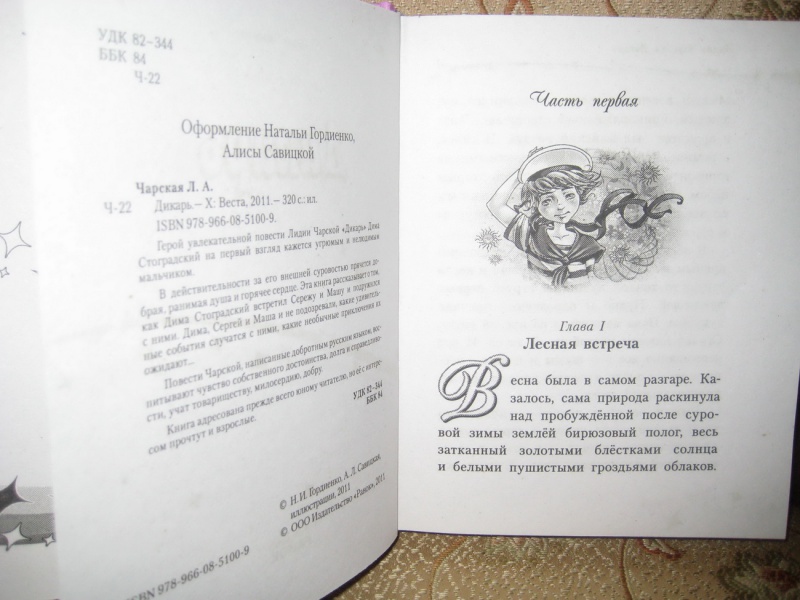 УДК 82-344
ББК 84
Ч-22
Оформление Натальи Гордиенко,
Алисы Савицкой
Чарская Л. А.
Ч-22 Дикарь.– Х: Веста, 2011.– 320 с.: ил.
ISBN 978-966-08-5100-9.
Герой увлекательной повести Лидии Чарской «Дикарь» Дима
Стоградский на первый взгляд кажется угрюмым и нелюдимым
мальчиком.
В действительности за его внешней суровостью прячется до-
брая, ранимая душа и горячее сердце. Эта книга рассказывает о том,
как Дима Стоградский встретил Сережу и Машу и подружился
с ними. Дима, Сергей и Маша и не подозревали, какие удивитель-
ные события случатся с ними, какие необычные приключения их
ожидают...
Повести Чарской, написанные добротным русским языком, вос-
питывают чувство собственного достоинства, долга и справедливо-
сти, учат товариществу, милосердию, добру.
Книга адресована прежде всего юному читателю, но её с интере-
сом прочтут и взрослые.
УДК 82-344
ББК 84
© Н. И. Гордиенко, А. Л. Савицкая,
иллюстрации, 2011
© ООО Издательство «Ранок», 2011
ISBN 978-966-08-5100-9
Часть первая
Глава I
Лесная встреча
Весна была в самом разгаре. Ка-
залось, сама природа раскинула
над пробуждённой после суро-
вой зимы землёй бирюзовый полог, весь
затканный золотыми блёстками солнца
и белыми пушистыми гроздьями облаков.